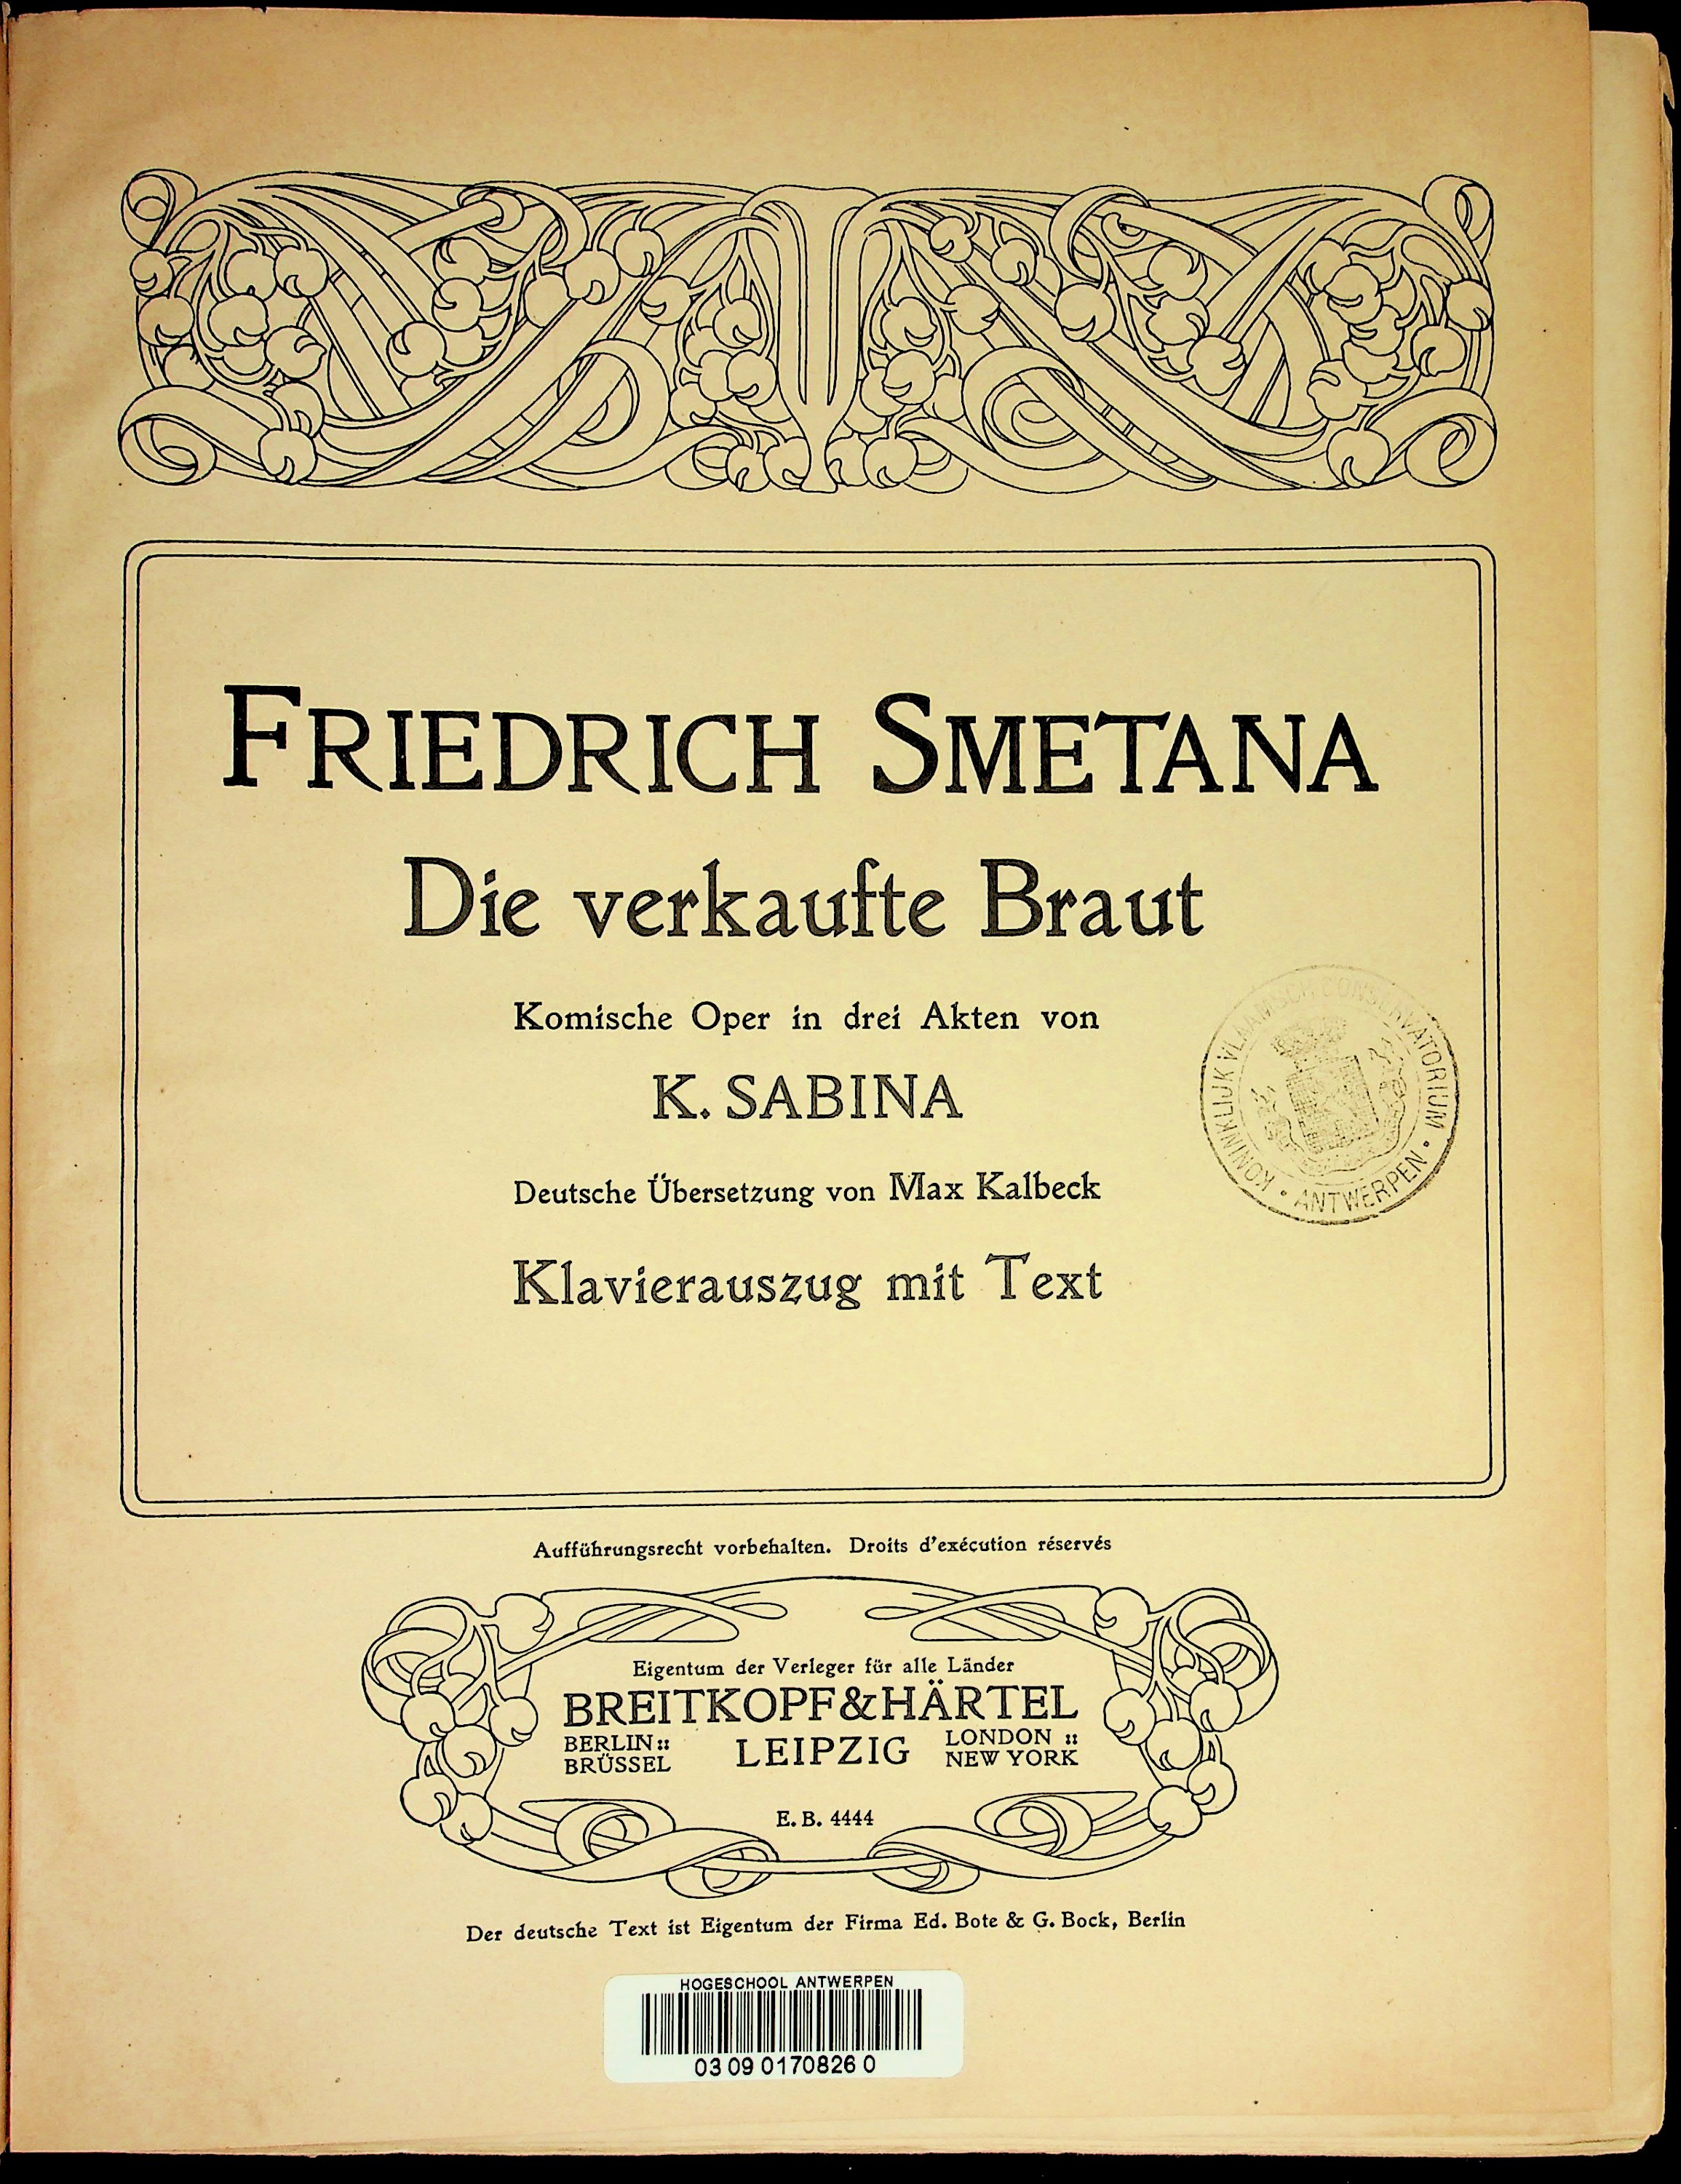 FRIEDRICH SMETANA
Die verkaufte Braut
Komische Oper in drei Akten von
K. SABINA
Deutsche Übersetzung von Max Kalbeck
Klavierauszug mit Text
KONINKLIJK VLAAMSCH CONSERVATORIUM • ANTWERPEN •
Aufführungsrecht vorbehalten. Droits d'exécution réservés
Eigentum der Verleger für alle Länder
BREITKOPF & HÄRTEL
BERLIN :: LEIPZIG LONDON ::
BRÜSSEL NEW YORK
E. B. 4444
Der deutsche Text ist Eigentum der Firma Ed. Bote & G. Bock, Berlin
HOGESCHOOL ANTWERPEN
03 09 0170826 0